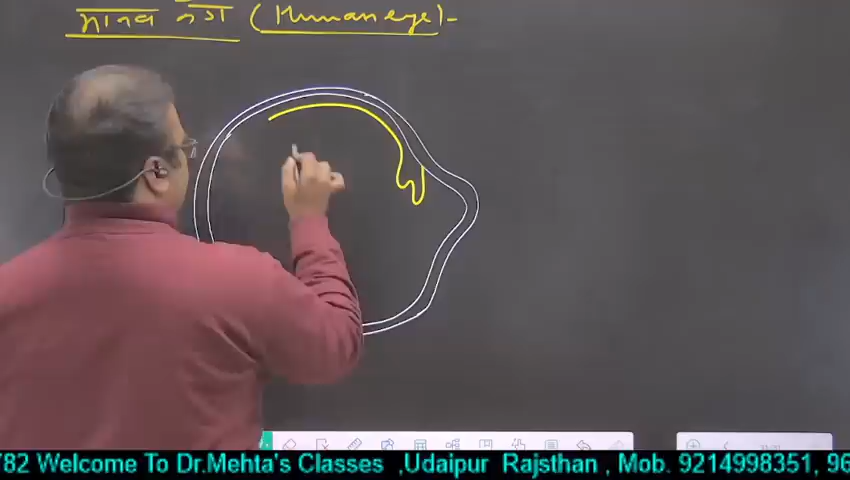 मानव नेत्र (Human eye)-
782 Welcome To Dr.Mehta's Classes ,Udaipur Rajsthan , Mob. 9214998351, 96